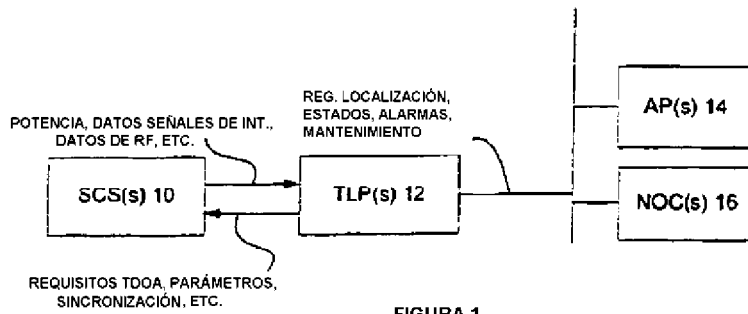 REG. LOCALIZACIÓN,
ESTADOS, ALARMAS,
MANTENIMIENTO
AP(s) 14
POTENCIA, DATOS SEÑALES DE INT.,
DATOS DE RF, ETC.
SCS(s) 10
TLP(s) 12
NOC(s) 16
REQUISITOS TDOA, PARÁMETROS,
SINCRONIZACIÓN, ETC.
FIGURA 1